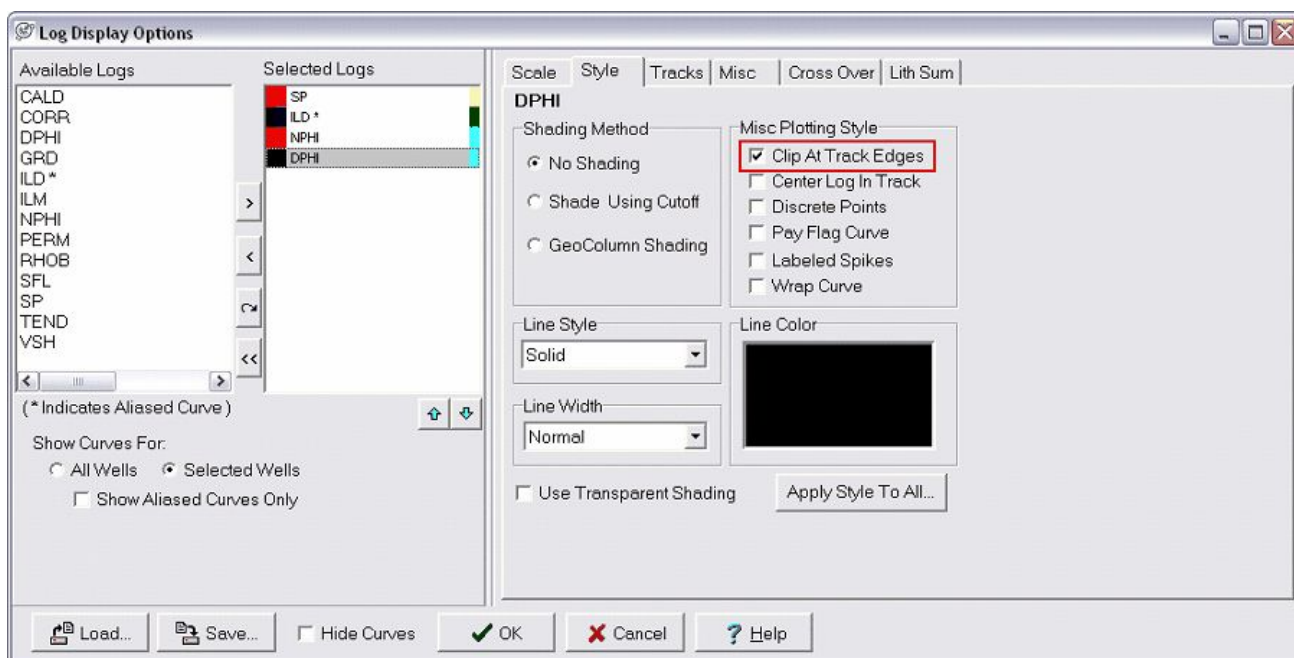 Log Display Options
Available Logs
CALD
CORR
DPHI
GRD
ILD *
ILM
NPHI
PERM
RHOB
SFL
SP
TEND
VSH
(* Indicates Aliased Curve )
Show Curves For:
All Wells
Selected Wells
Show Aliased Curves Only
>
<
<<
Selected Logs
SP
ILD *
NPHI
DPHI
Scale
Style
Tracks
Misc
Cross Over
Lith Sum
DPHI
Shading Method
No Shading
Shade Using Cutoff
GeoColumn Shading
Misc Plotting Style
Clip At Track Edges
Center Log In Track
Discrete Points
Pay Flag Curve
Labeled Spikes
Wrap Curve
Line Style
Solid
Line Width
Normal
Line Color
Use Transparent Shading
Apply Style To All...
Load...
Save...
Hide Curves
OK
Cancel
? Help